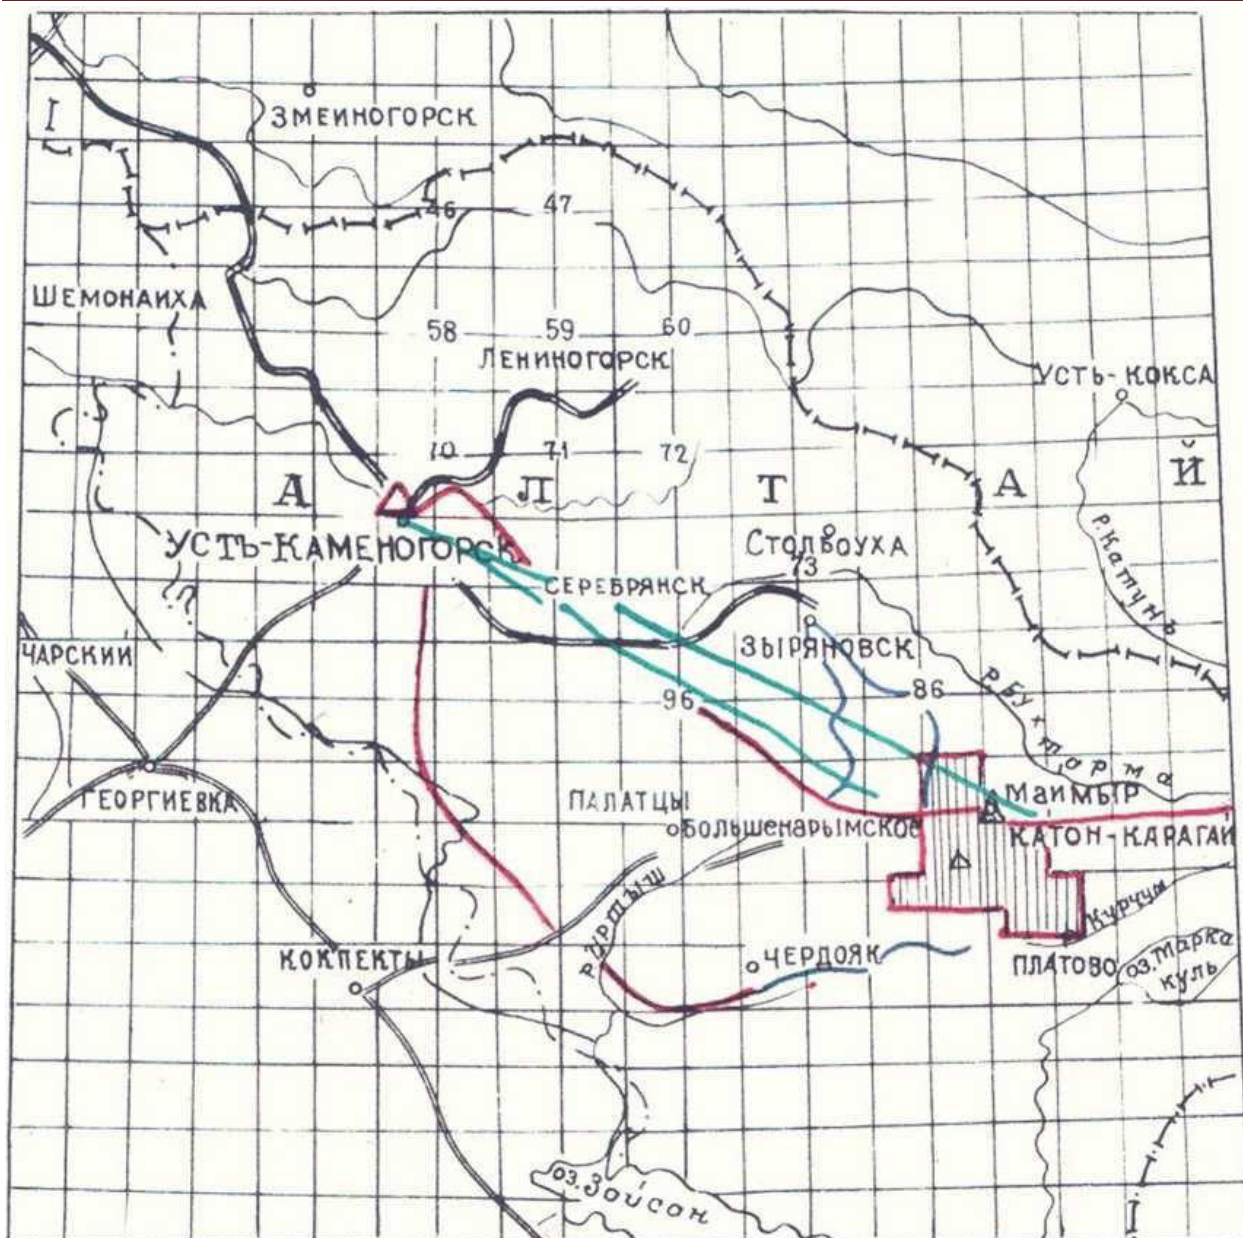 I
ЗМЕИНОГОРСК
46
47
ШЕМОНАИХА
58
59
60
ЛЕНИНОГОРСК
УСТЬ-КОКСА
70
71
72
А Л Т А Й
УСТЬ-КАМЕНОГОРСК
СТОЛБОУХА
73
Р. Катунь
??
СЕРЕБРЯНСК
ЧАРСКИЙ
ЗЫРЯНОВСК
96
86
Р. Бухтарма
ГЕОРГИЕВКА
ПАЛАТЦЫ
МАЙМЫР
БОЛЬШЕНАРЫМСКОЕ
КАТОН-КАРАГАЙ
Р. Иртыш
Курчум
КОКПЕКТЫ
ЧЕРДОЯК
ПЛАТОВО
ОЗ. МАРКА
КУЛЬ
ОЗ. Зайсан